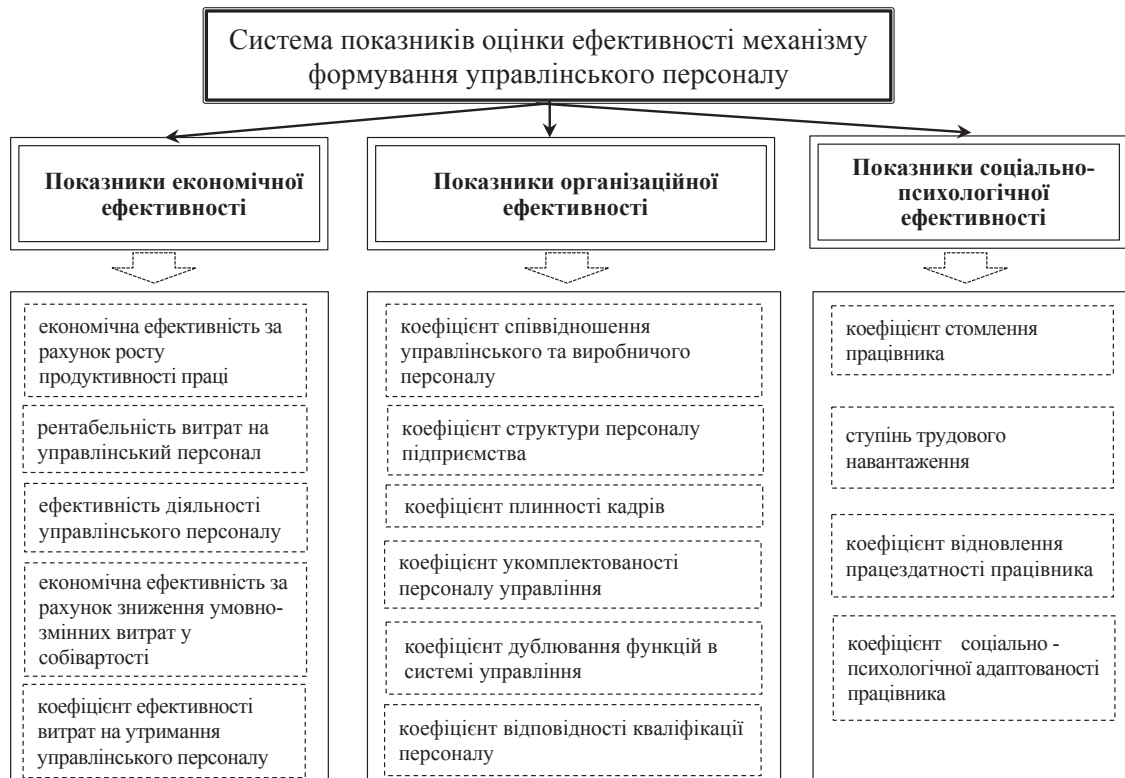 Система показників оцінки ефективності механізму
формування управлінського персоналу
Показники економічної
ефективності
економічна ефективність за
рахунок росту
продуктивності праці
рентабельність витрат на
управлінський персонал
ефективність діяльності
управлінського персоналу
економічна ефективність за
рахунок зниження умовно-
змінних витрат у
собівартості
коефіцієнт ефективності
витрат на утримання
управлінського персоналу
Показники організаційної
ефективності
коефіцієнт співвідношення
управлінського та виробничого
персоналу
коефіцієнт структури персоналу
підприємства
коефіцієнт плинності кадрів
коефіцієнт укомплектованості
персоналу управління
коефіцієнт дублювання функцій в
системі управління
коефіцієнт відповідності кваліфікації
персоналу
Показники соціально-
психологічної
ефективності
коефіцієнт стомлення
працівника
ступінь трудового
навантаження
коефіцієнт відновлення
працездатності працівника
коефіцієнт соціально -
психологічної адаптованості
працівника